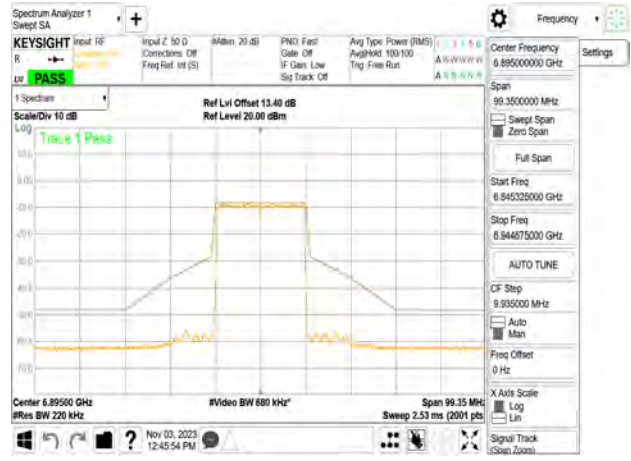 Spectrum Analyzer 1
Swept SA
Frequency
KEYSIGHT
Input: RF
Input Z: 50 Ω
#Atten: 20 dB
PNO: Fast
Avg Type: Power (RMS)
R
Corrections: Off
Gate: Off
Avg|Hold: 100/100
Freq Ref: Int (S)
IF Gain: Low
Trig: Free Run
Sig Track: Off
PASS
Center Frequency
6.895000000 GHz
Settings
1 Spectrum
Ref Lvl Offset 13.40 dB
Scale/Div 10 dB
Ref Level 20.00 dBm
Log
Trace 1 Pass
Span
99.3500000 MHz
Swept Span
Zero Span
Full Span
Start Freq
6.845325000 GHz
Stop Freq
6.944675000 GHz
AUTO TUNE
CF Step
9.935000 MHz
Auto
Man
Freq Offset
0 Hz
X Axis Scale
Log
Lin
Signal Track
(Span Zoom)
Center 6.89500 GHz
#Video BW 680 kHz*
Span 99.35 MHz
#Res BW 220 kHz
Sweep 2.53 ms (2001 pts
Nov 03, 2023
12:45:54 PM